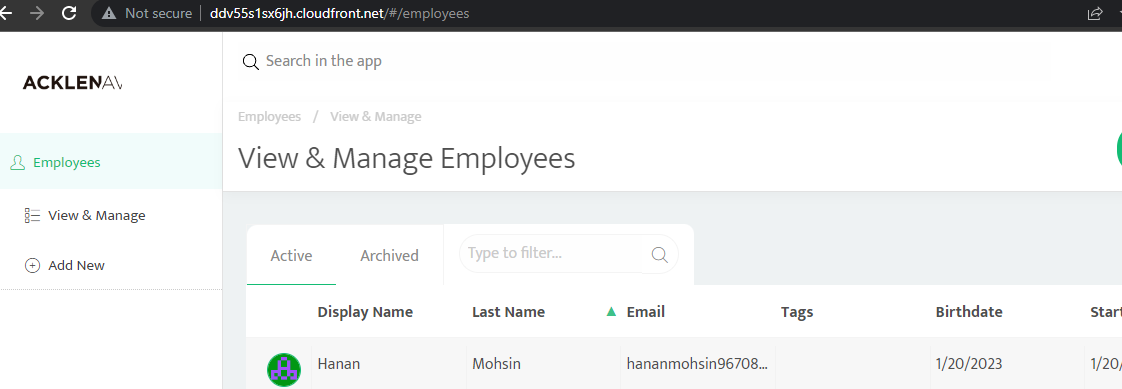 Not secure ddv55s1sx6jh.cloudfront.net/#/employees
ACKLENAV
Search in the app
Employees / View & Manage
View & Manage Employees
Employees
View & Manage
Add New
Active Archived Type to filter...
Display Name Last Name Email Tags Birthdate Start
Hanan Mohsin hananmohsin96708... 1/20/2023 1/20/